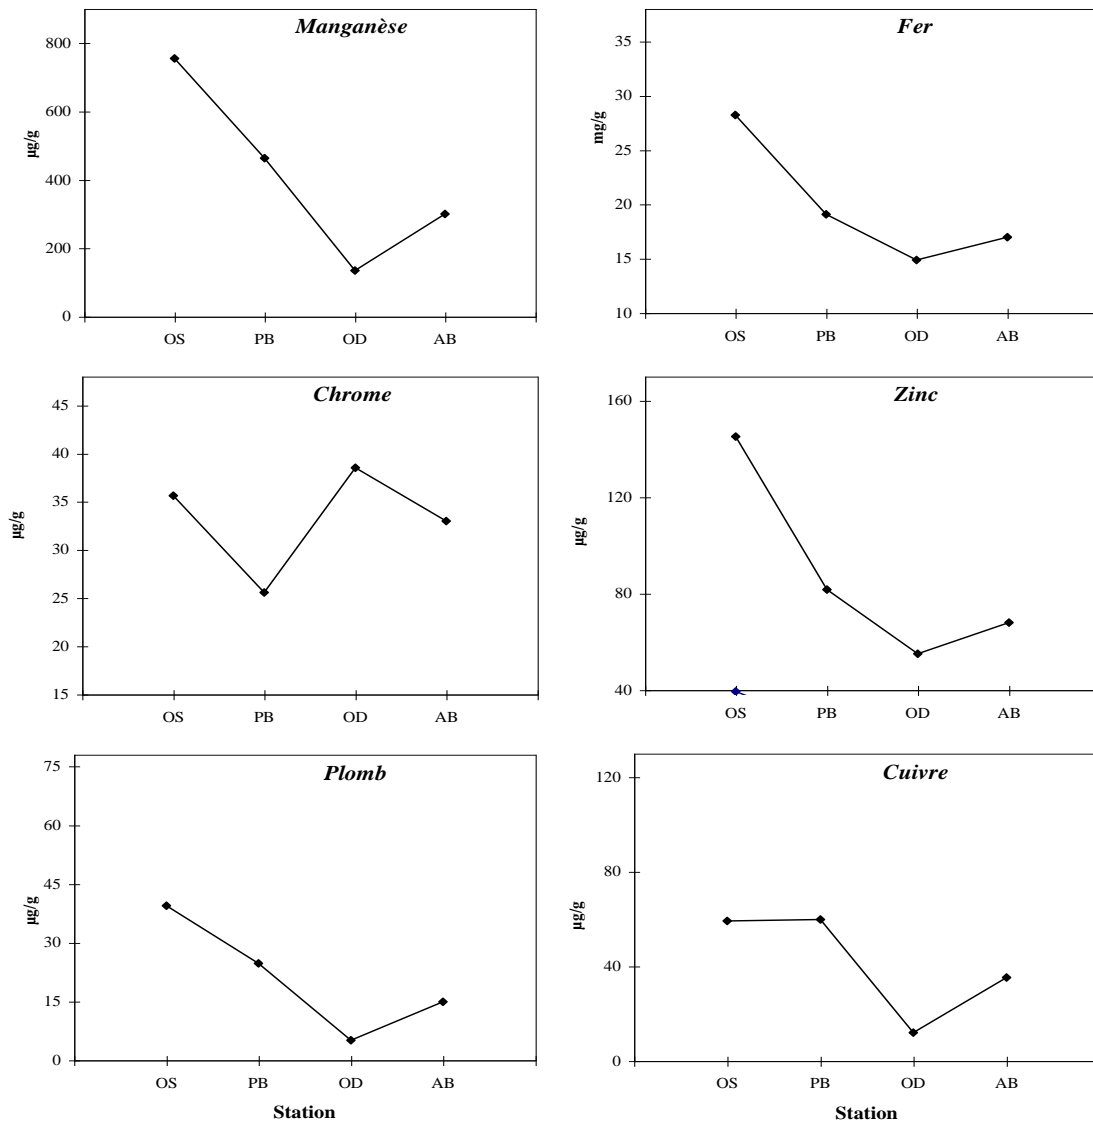 Manganèse
µg/g
800
600
400
200
0
OS PB OD AB
Fer
mg/g
35
30
25
20
15
10
OS PB OD AB
Chrome
µg/g
45
40
35
30
25
20
15
OS PB OD AB
Zinc
µg/g
160
120
80
40
OS PB OD AB
Plomb
µg/g
75
60
45
30
15
0
OS PB OD AB
Station
Cuivre
µg/g
120
80
40
0
OS PB OD AB
Station